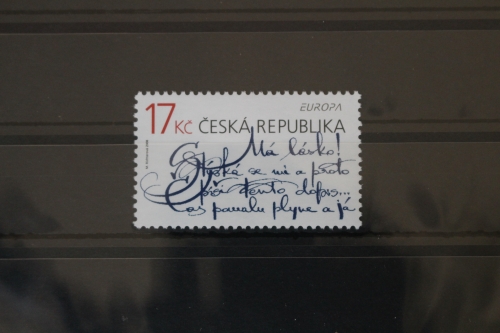 EUROPA
17 Kč ČESKÁ REPUBLIKA
Má lásko!
Stýská se mi a proto
píši tento dopis...
Čas pomalu plyne a já